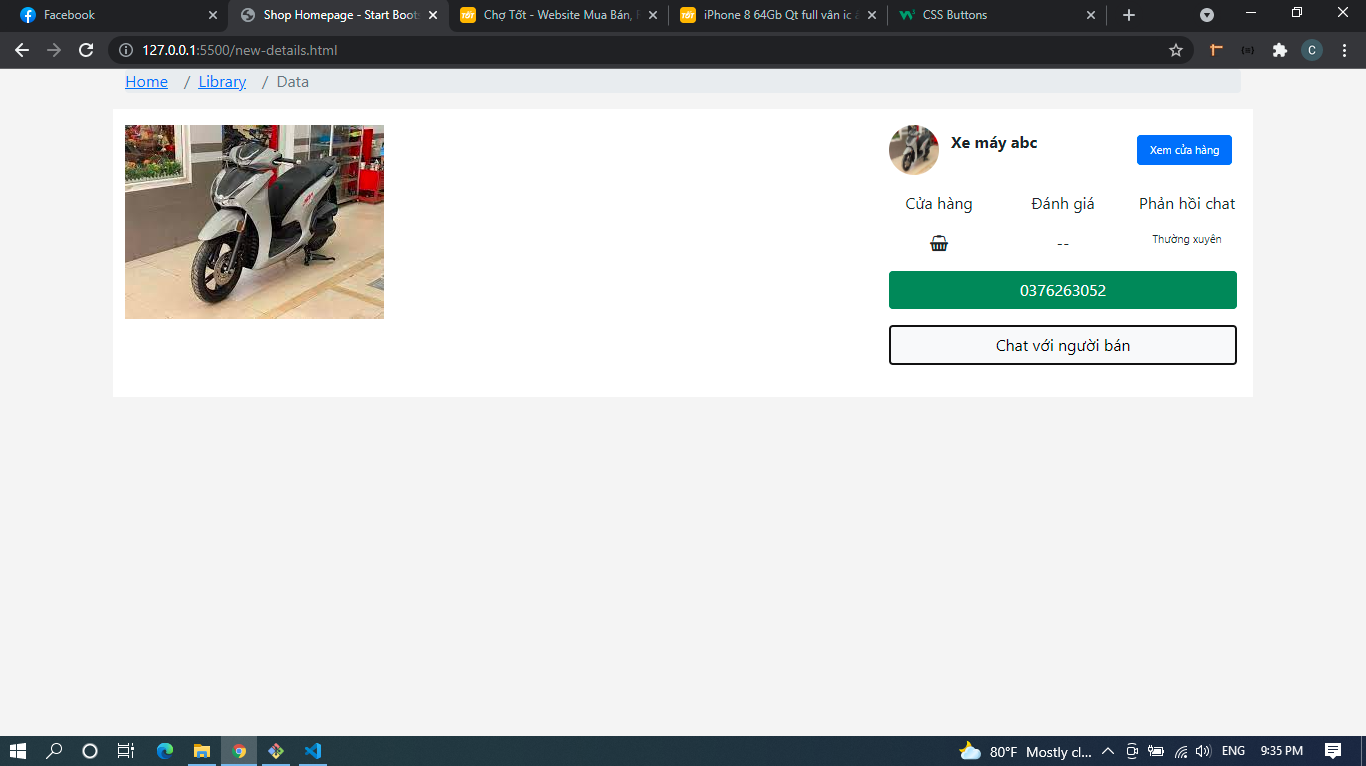 Facebook
Shop Homepage - Start Boots
Chợ Tốt - Website Mua Bán,
iPhone 8 64Gb Qt full vân ic
CSS Buttons
127.0.0.1:5500/new-details.html
C
Home / Library / Data
Xe máy abc
Xem cửa hàng
Cửa hàng Đánh giá Phản hồi chat
-- Thường xuyên
0376263052
Chat với người bán
80°F Mostly cl... ENG 9:35 PM